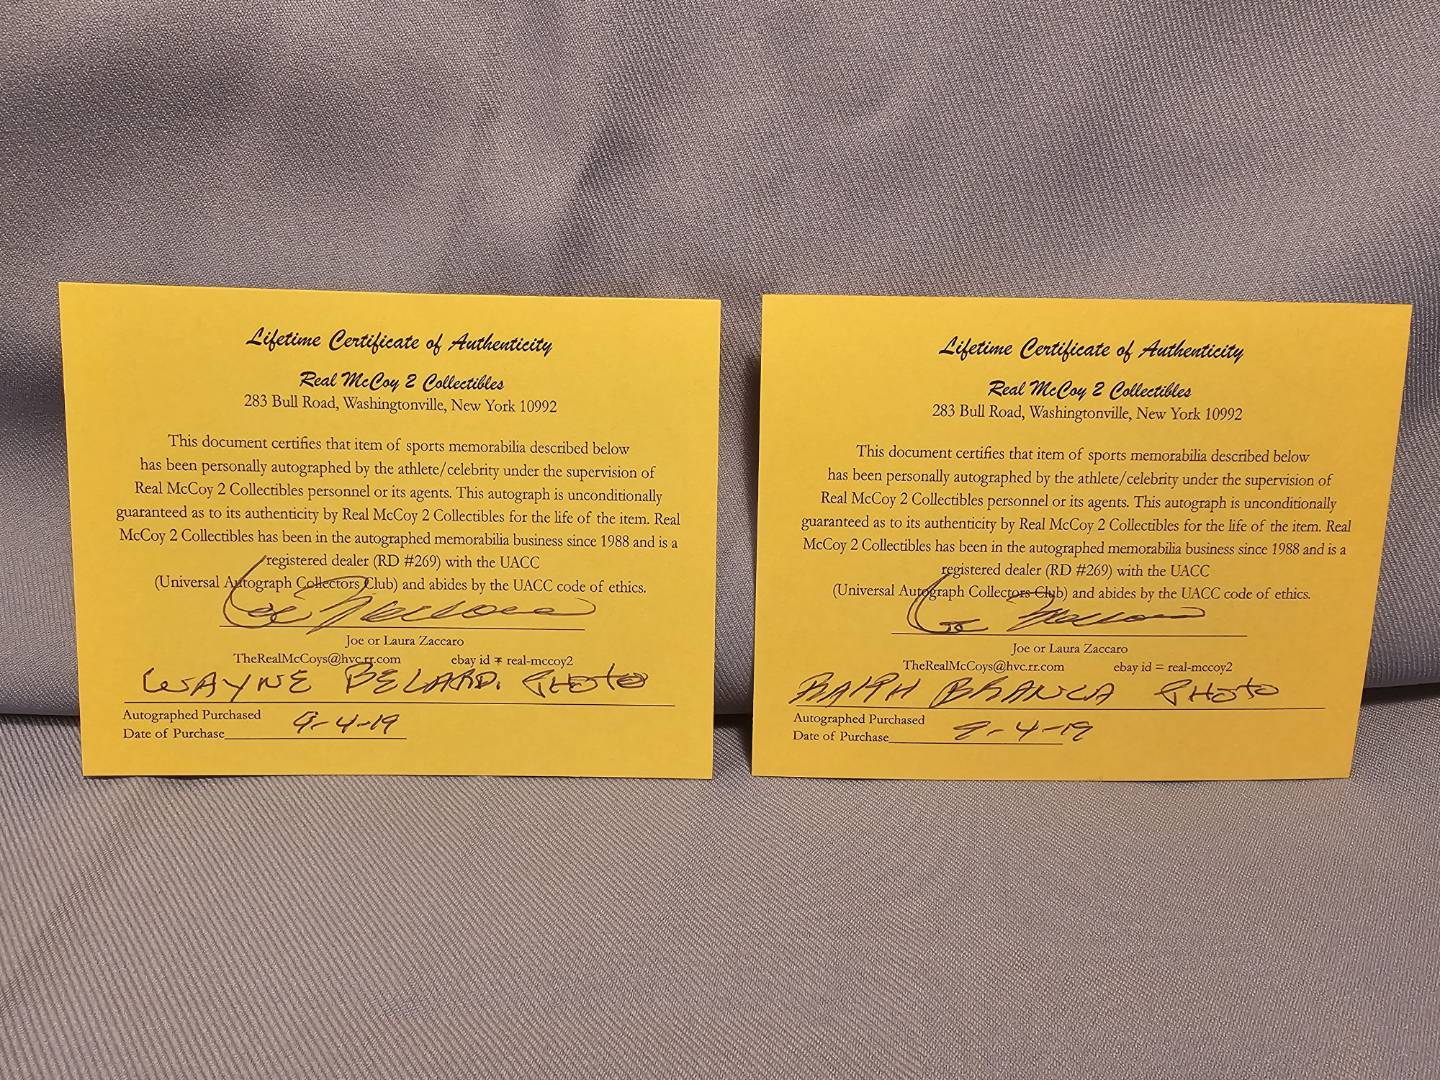 Lifetime Certificate of Authenticity
Real McCoy 2 Collectibles
283 Bull Road, Washingtonville, New York 10992
This document certifies that item of sports memorabilia described below
has been personally autographed by the athlete/celebrity under the supervision of
Real McCoy 2 Collectibles personnel or its agents. This autograph is unconditionally
guaranteed as to its authenticity by Real McCoy 2 Collectibles for the life of the item. Real
McCoy 2 Collectibles has been in the autographed memorabilia business since 1988 and is a
registered dealer (RD #269) with the UACC
(Universal Autograph Collectors Club) and abides by the UACC code of ethics.
Joe Zaccaro
Joe or Laura Zaccaro
TheRealMcCoys@hvc.rr.com ebay id = real-mccoy2
WAYNE BELARD. PHOTO
Autographed Purchased
Date of Purchase 9-4-19
Lifetime Certificate of Authenticity
Real McCoy 2 Collectibles
283 Bull Road, Washingtonville, New York 10992
This document certifies that item of sports memorabilia described below
has been personally autographed by the athlete/celebrity under the supervision of
Real McCoy 2 Collectibles personnel or its agents. This autograph is unconditionally
guaranteed as to its authenticity by Real McCoy 2 Collectibles for the life of the item. Real
McCoy 2 Collectibles has been in the autographed memorabilia business since 1988 and is a
registered dealer (RD #269) with the UACC
(Universal Autograph Collectors Club) and abides by the UACC code of ethics.
Joe Zaccaro
Joe or Laura Zaccaro
TheRealMcCoys@hvc.rr.com ebay id = real-mccoy2
RALPH BRANCA PHOTO
Autographed Purchased
Date of Purchase 9-4-19